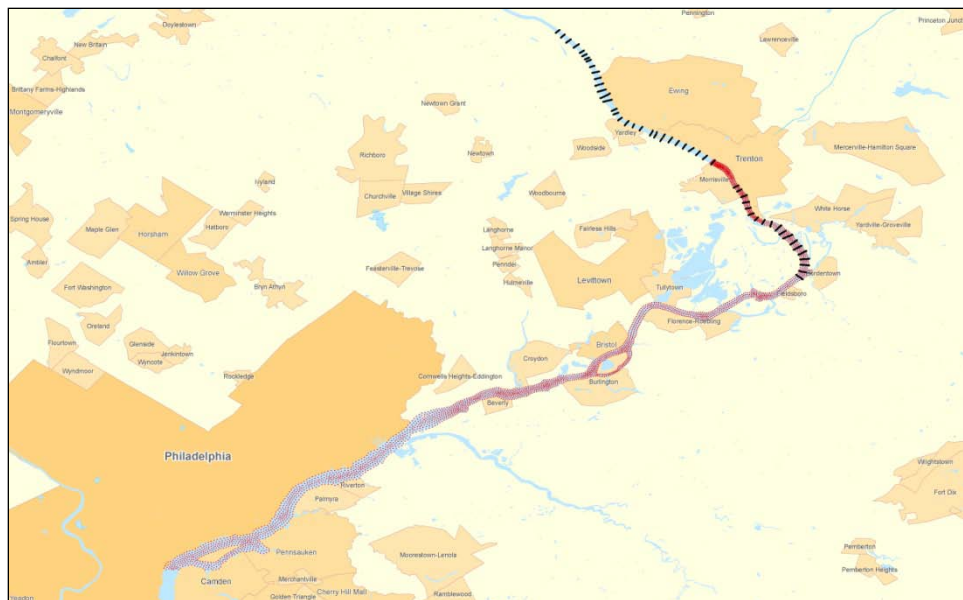 Pennington
Princeton Junc
Doylestown
New Britain
Chalfont
Lawrenceville
Brittany Farms-Highlands
Montgomeryville
Ewing
Newtown Grant
Yardley
Woodside
Newtown
Richboro
Mercerville-Hamilton Square
Trenton
Morrisville
Ivyland
Churchville
Village Shires
Woodbourne
Spring House
Maple Glen
Horsham
Warminster Heights
Hatboro
White Horse
Yardville-Groveville
Langhorne
Fairless Hills
Langhorne Manor
Penndel
Hulmeville
Ambler
Willow Grove
Feasterville-Trevose
Bryn Athyn
Fort Washington
Levittown
Tullytown
Bordentown
Fieldsboro
Florence-Roebling
Oreland
Flourtown
Glenside
Jenkintown
Wyncote
Wyndmoor
Rockledge
Bristol
Croydon
Cornwells Heights-Eddington
Burlington
Beverly
Philadelphia
Riverton
Palmyra
Wrightstown
Fort Dix
Pennsauken
Moorestown-Lenola
Pemberton
Pemberton Heights
Camden
Merchantville
Cherry Hill Mall
Golden Triangle
Ramblewood